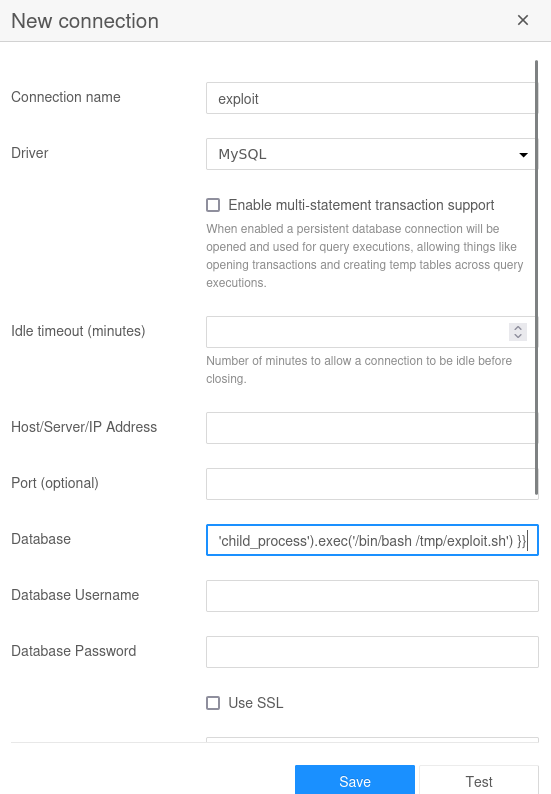 New connection
Connection name
exploit
Driver
MySQL
Enable multi-statement transaction support
When enabled a persistent database connection will be
opened and used for query executions, allowing things like
opening transactions and creating temp tables across query
executions.
Idle timeout (minutes)
Number of minutes to allow a connection to be idle before
closing.
Host/Server/IP Address
Port (optional)
Database
'child_process').exec('/bin/bash /tmp/exploit.sh') }}
Database Username
Database Password
Use SSL
Save
Test